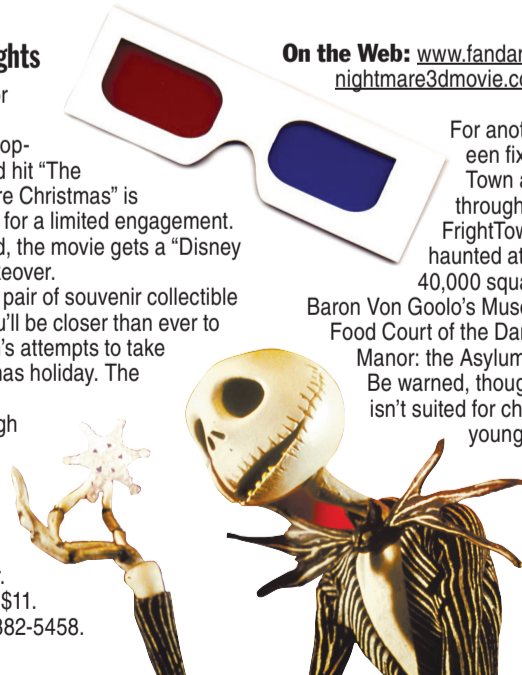 ghts
r
op-
d hit “The
re Christmas” is
for a limited engagement.
d, the movie gets a “Disney
keover.
pair of souvenir collectible
u’ll be closer than ever to
n’s attempts to take
mas holiday. The
gh
.
$11.
382-5458.
On the Web: www.fandan
nightmare3dmovie.co
For anot
een fix
Town a
through
FrightTow
haunted at
40,000 squa
Baron Von Goolo’s Muse
Food Court of the Dar
Manor: the Asylum
Be warned, thoug
isn’t suited for ch
young